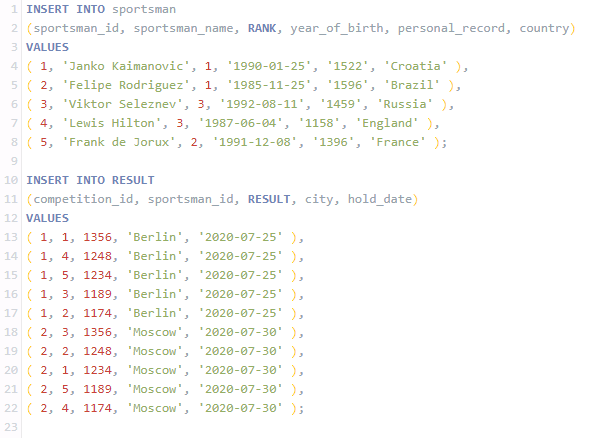 1 INSERT INTO sportsman
2 (sportsman_id, sportsman_name, RANK, year_of_birth, personal_record, country)
3 VALUES
4 ( 1, 'Janko Kaimanovic', 1, '1990-01-25', '1522', 'Croatia' ),
5 ( 2, 'Felipe Rodriguez', 1, '1985-11-25', '1596', 'Brazil' ),
6 ( 3, 'Viktor Seleznev', 3, '1992-08-11', '1459', 'Russia' ),
7 ( 4, 'Lewis Hilton', 3, '1987-06-04', '1158', 'England' ),
8 ( 5, 'Frank de Jorux', 2, '1991-12-08', '1396', 'France' );
9
10 INSERT INTO RESULT
11 (competition_id, sportsman_id, RESULT, city, hold_date)
12 VALUES
13 ( 1, 1, 1356, 'Berlin', '2020-07-25' ),
14 ( 1, 4, 1248, 'Berlin', '2020-07-25' ),
15 ( 1, 5, 1234, 'Berlin', '2020-07-25' ),
16 ( 1, 3, 1189, 'Berlin', '2020-07-25' ),
17 ( 1, 2, 1174, 'Berlin', '2020-07-25' ),
18 ( 2, 3, 1356, 'Moscow', '2020-07-30' ),
19 ( 2, 2, 1248, 'Moscow', '2020-07-30' ),
20 ( 2, 1, 1234, 'Moscow', '2020-07-30' ),
21 ( 2, 5, 1189, 'Moscow', '2020-07-30' ),
22 ( 2, 4, 1174, 'Moscow', '2020-07-30' );
23